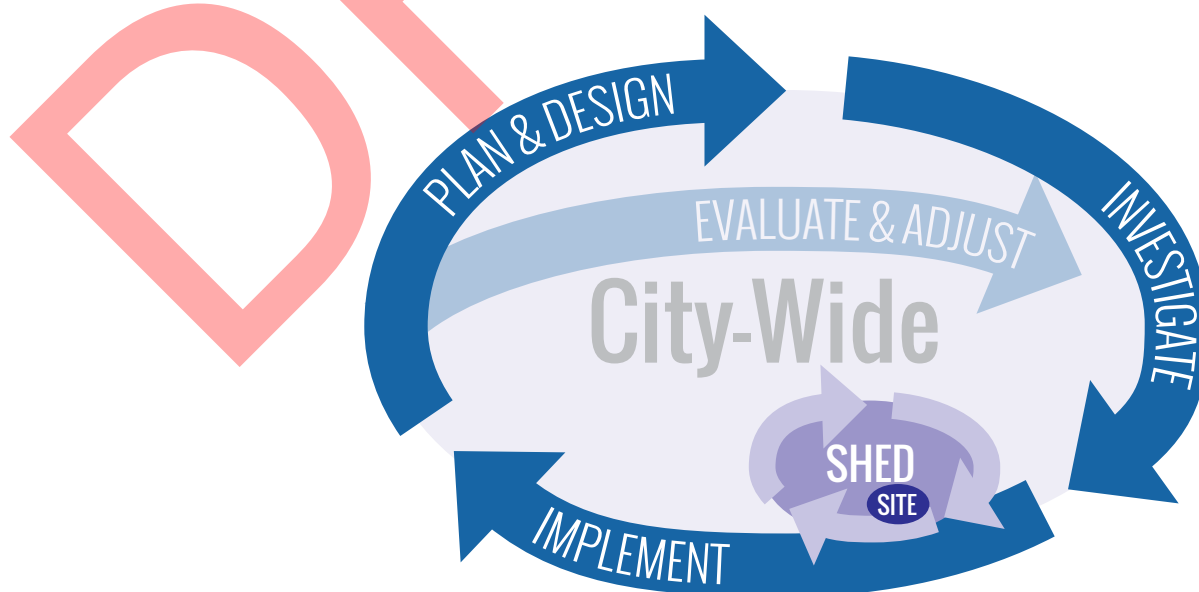 PLAN & DESIGN
INVESTIGATE
EVALUATE & ADJUST
City-Wide
SHED
SITE
IMPLEMENT